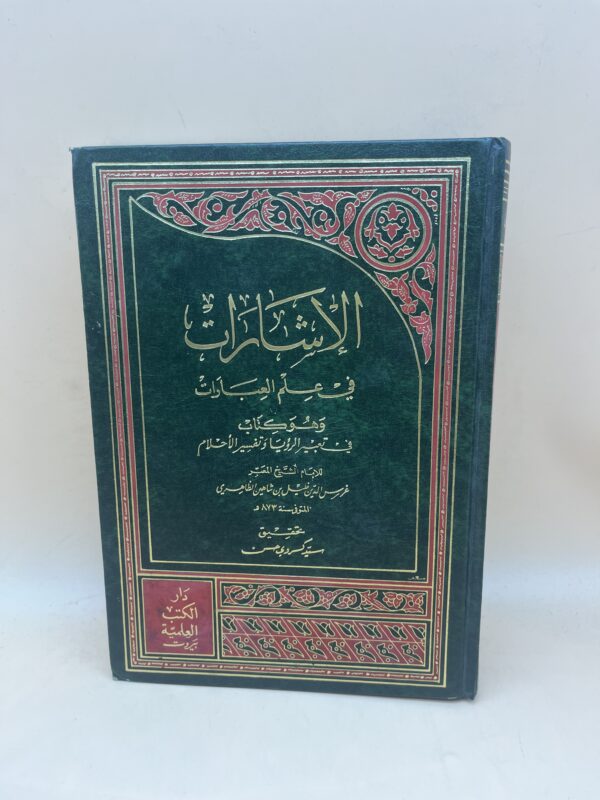 الإشارات
في علم العبارات
وهو كتاب
في تعبير الرؤيا وتفسير الأحلام
للإمام الشيخ المعبر
غرس الدين خليل بن شاهين الظاهري
المتوفى سنة ٨٧٣ هـ
تحقيق
سيد كسروي حسن
دار
الكتب
العلمية
بيروت